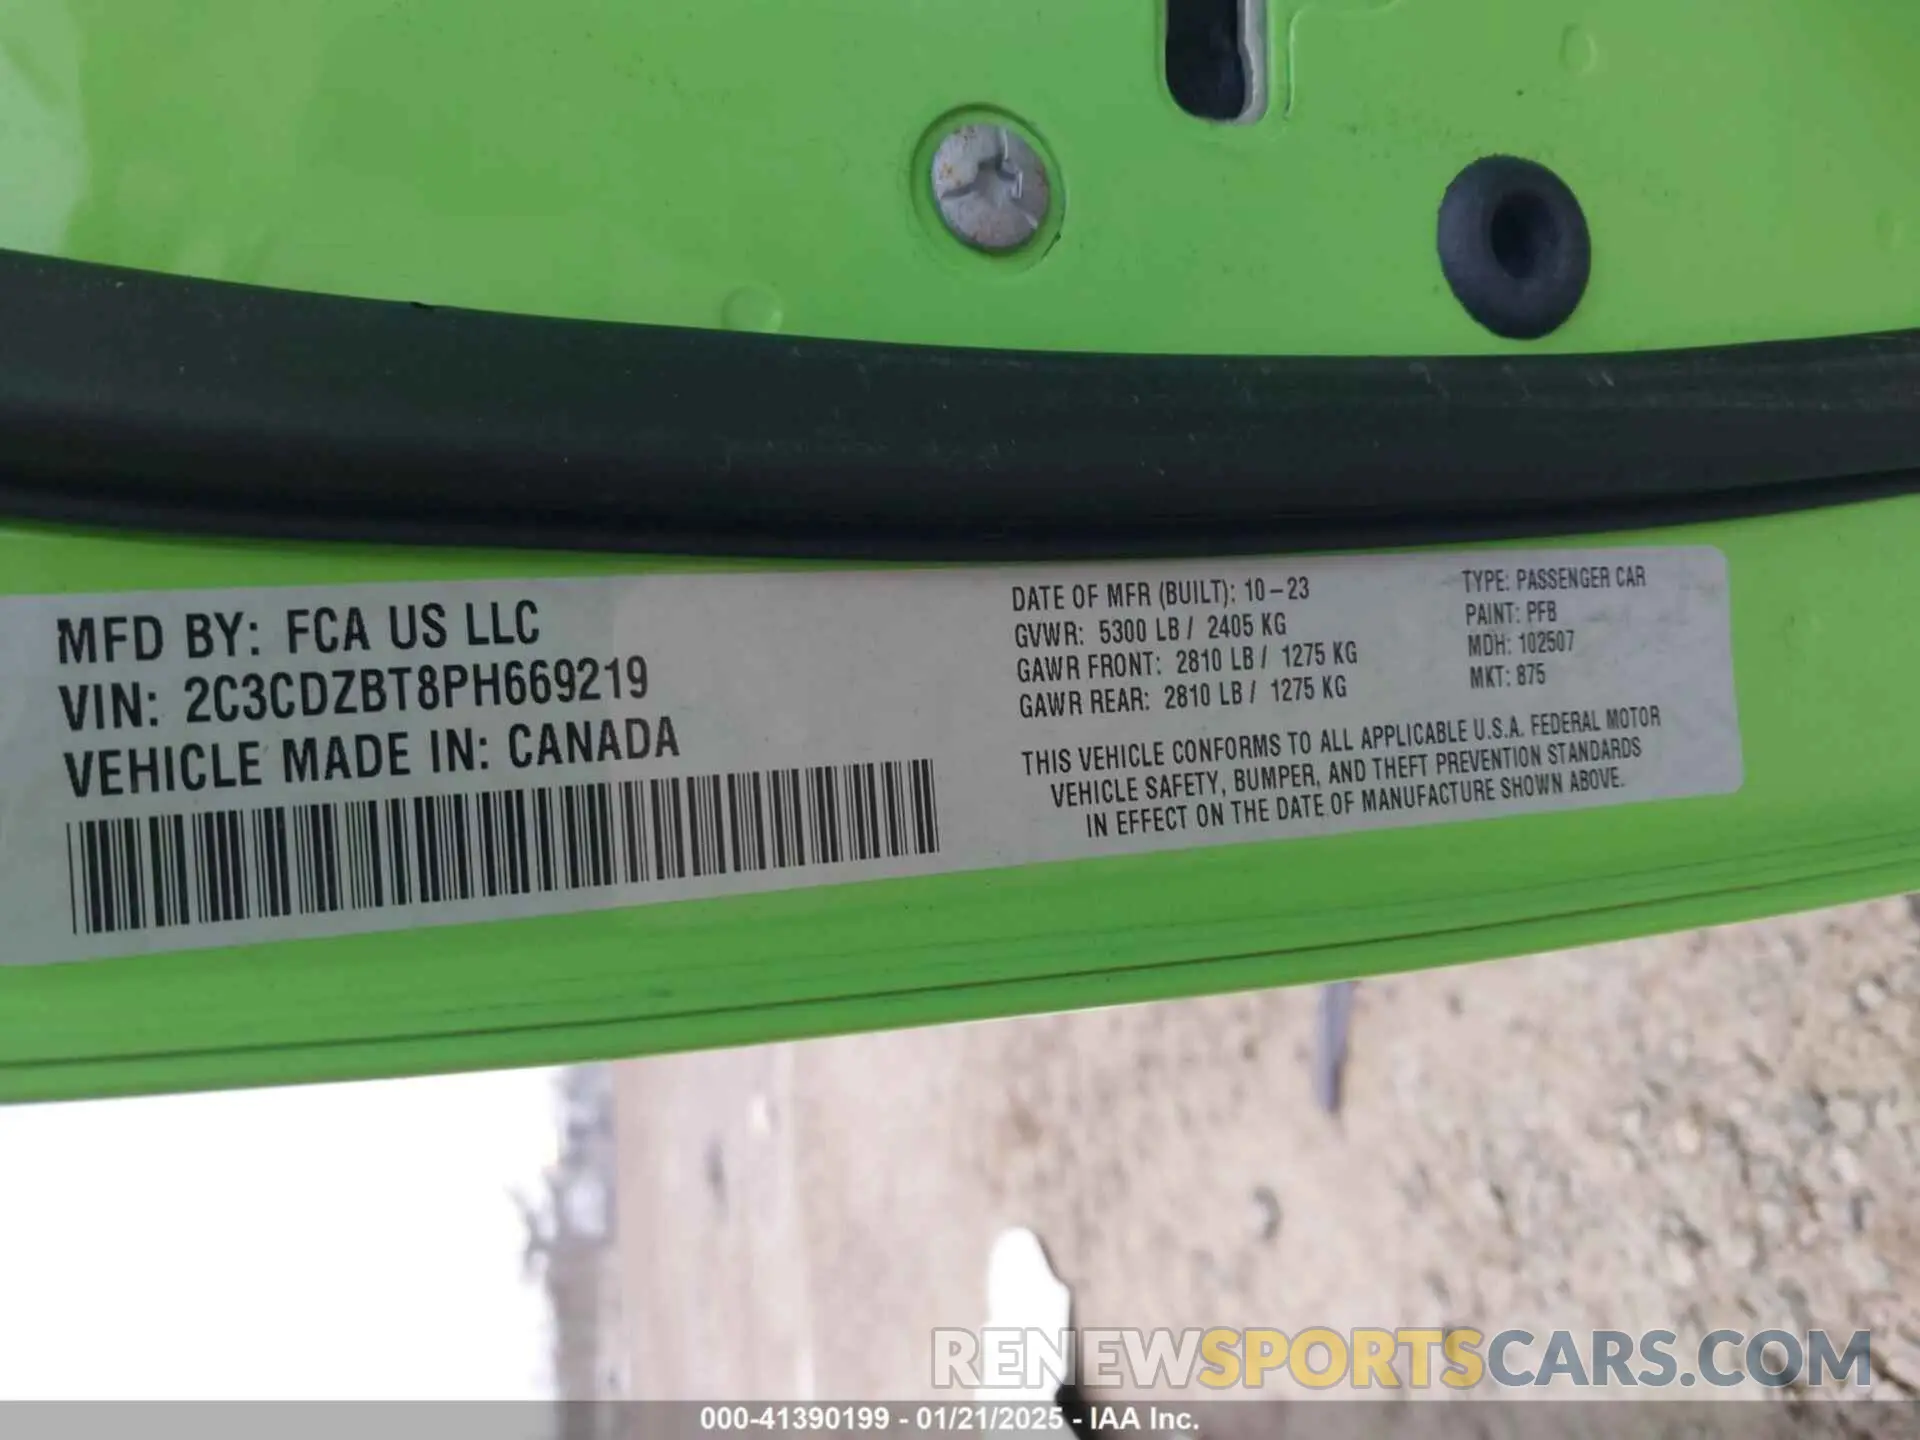 MFD BY: FCA US LLC
VIN: 2C3CDZBT8PH669219
VEHICLE MADE IN: CANADA
DATE OF MFR (BUILT): 10-23
GVWR: 5300 LB / 2405 KG
GAWR FRONT: 2810 LB / 1275 KG
GAWR REAR: 2810 LB / 1275 KG
TYPE: PASSENGER CAR
PAINT: PFB
MDH: 102507
MKT: 875
THIS VEHICLE CONFORMS TO ALL APPLICABLE U.S.A. FEDERAL MOTOR
VEHICLE SAFETY, BUMPER, AND THEFT PREVENTION STANDARDS
IN EFFECT ON THE DATE OF MANUFACTURE SHOWN ABOVE.
RENEWSPORTSCARS.COM
000-41390199 - 01/21/2025 - IAA Inc.